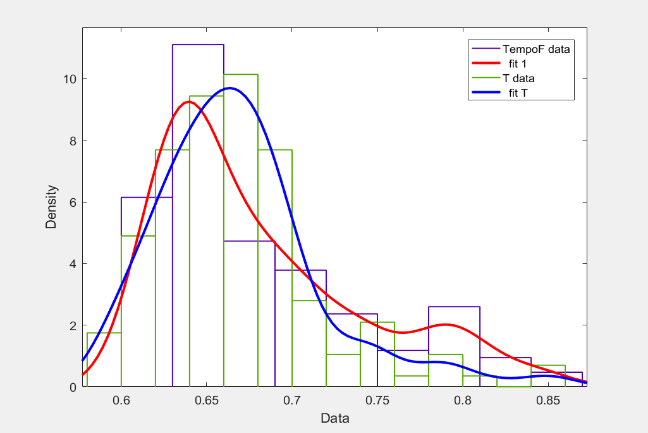 TempoF data
fit 1
T data
fit T
10
8
6
4
2
0
Density
0.6
0.65
0.7
0.75
0.8
0.85
Data